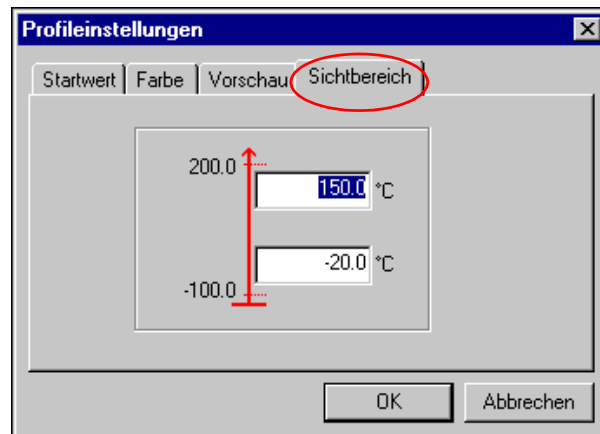 Profileinstellungen
Startwert Farbe Vorschau Sichtbereich
200.0
150.0 °C
-20.0 °C
-100.0
OK Abbrechen